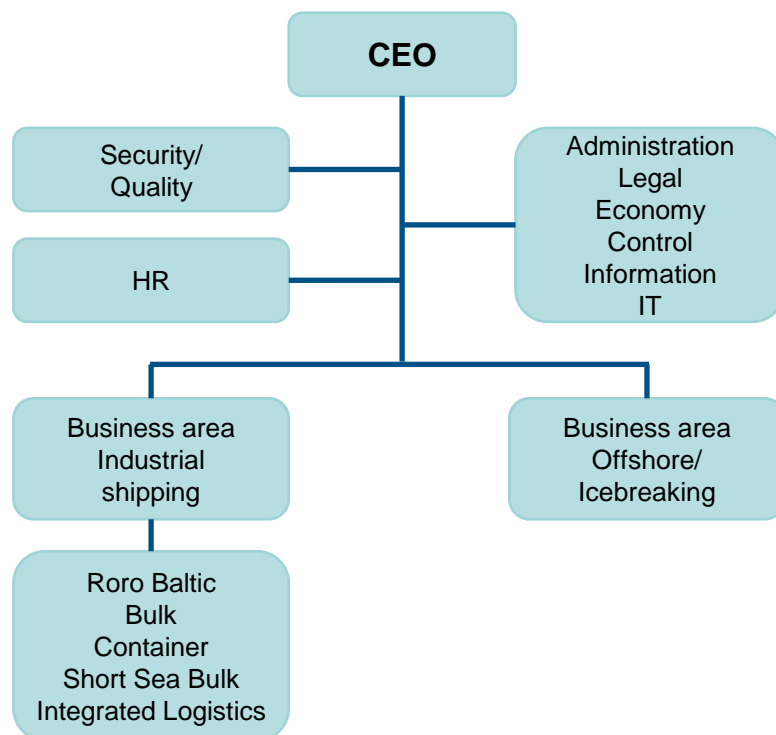 CEO
Security/
Quality
Administration
Legal
Economy
Control
Information
IT
HR
Business area
Industrial
shipping
Business area
Offshore/
Icebreaking
Roro Baltic
Bulk
Container
Short Sea Bulk
Integrated Logistics